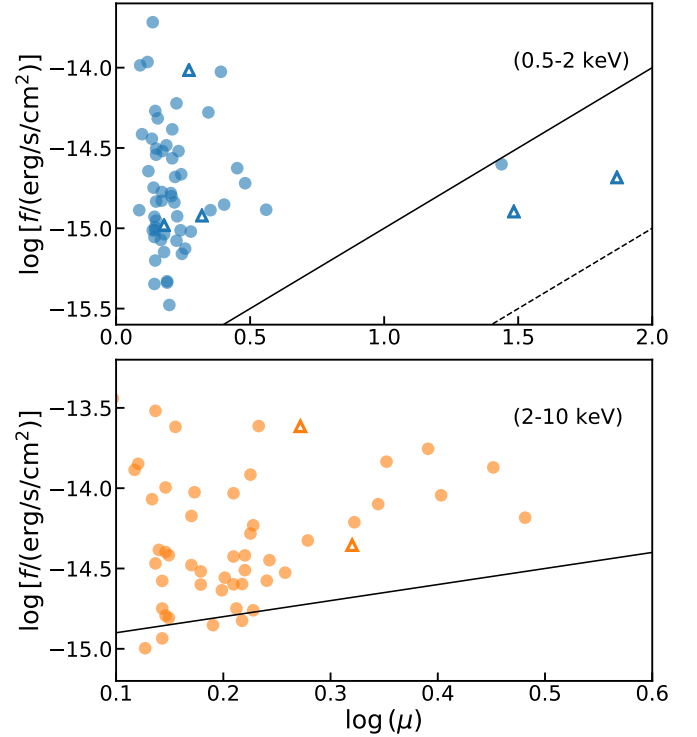 (0.5-2 keV)
log [f/(erg/s/cm²)]
−14.0
−14.5
−15.0
−15.5
0.0 0.5 1.0 1.5 2.0
(2-10 keV)
log [f/(erg/s/cm²)]
−13.5
−14.0
−14.5
−15.0
0.1 0.2 0.3 0.4 0.5 0.6
log (μ)